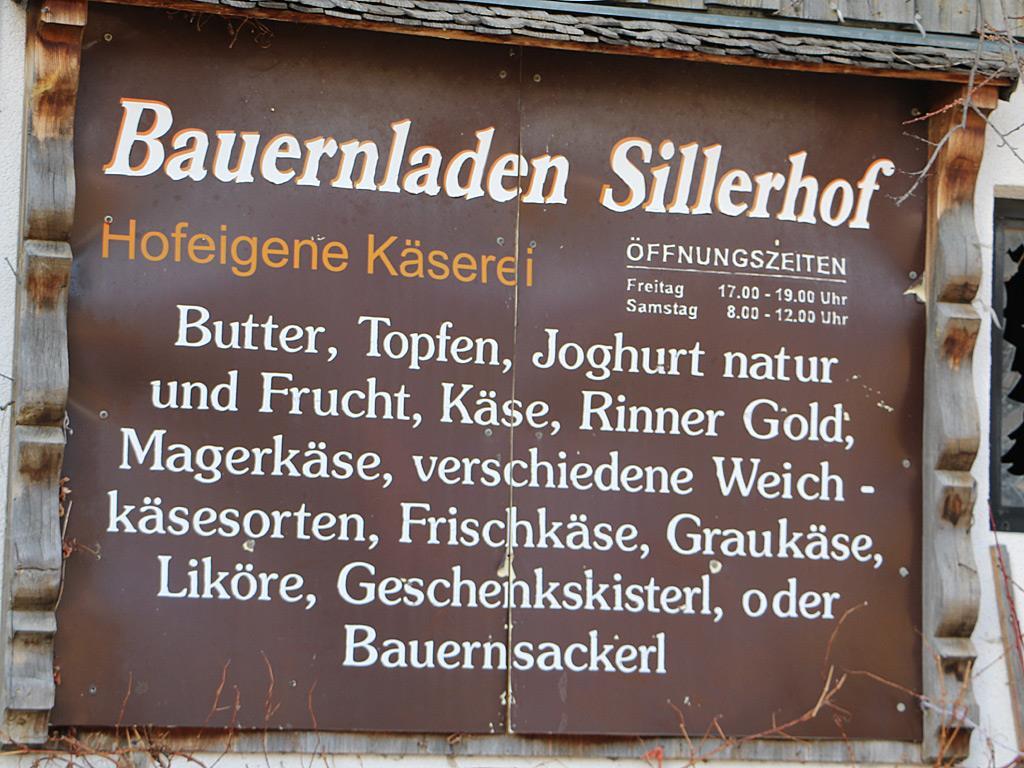 Bauernladen Sillerhof
Hofeigene Käserei
ÖFFNUNGSZEITEN
Freitag 17.00 - 19.00 Uhr
Samstag 8.00 - 12.00 Uhr
Butter, Topfen, Joghurt natur
und Frucht, Käse, Rinner Gold,
Magerkäse, verschiedene Weich -
käsesorten, Frischkäse, Graukäse,
Liköre, Geschenkskisterl, oder
Bauernsackerl